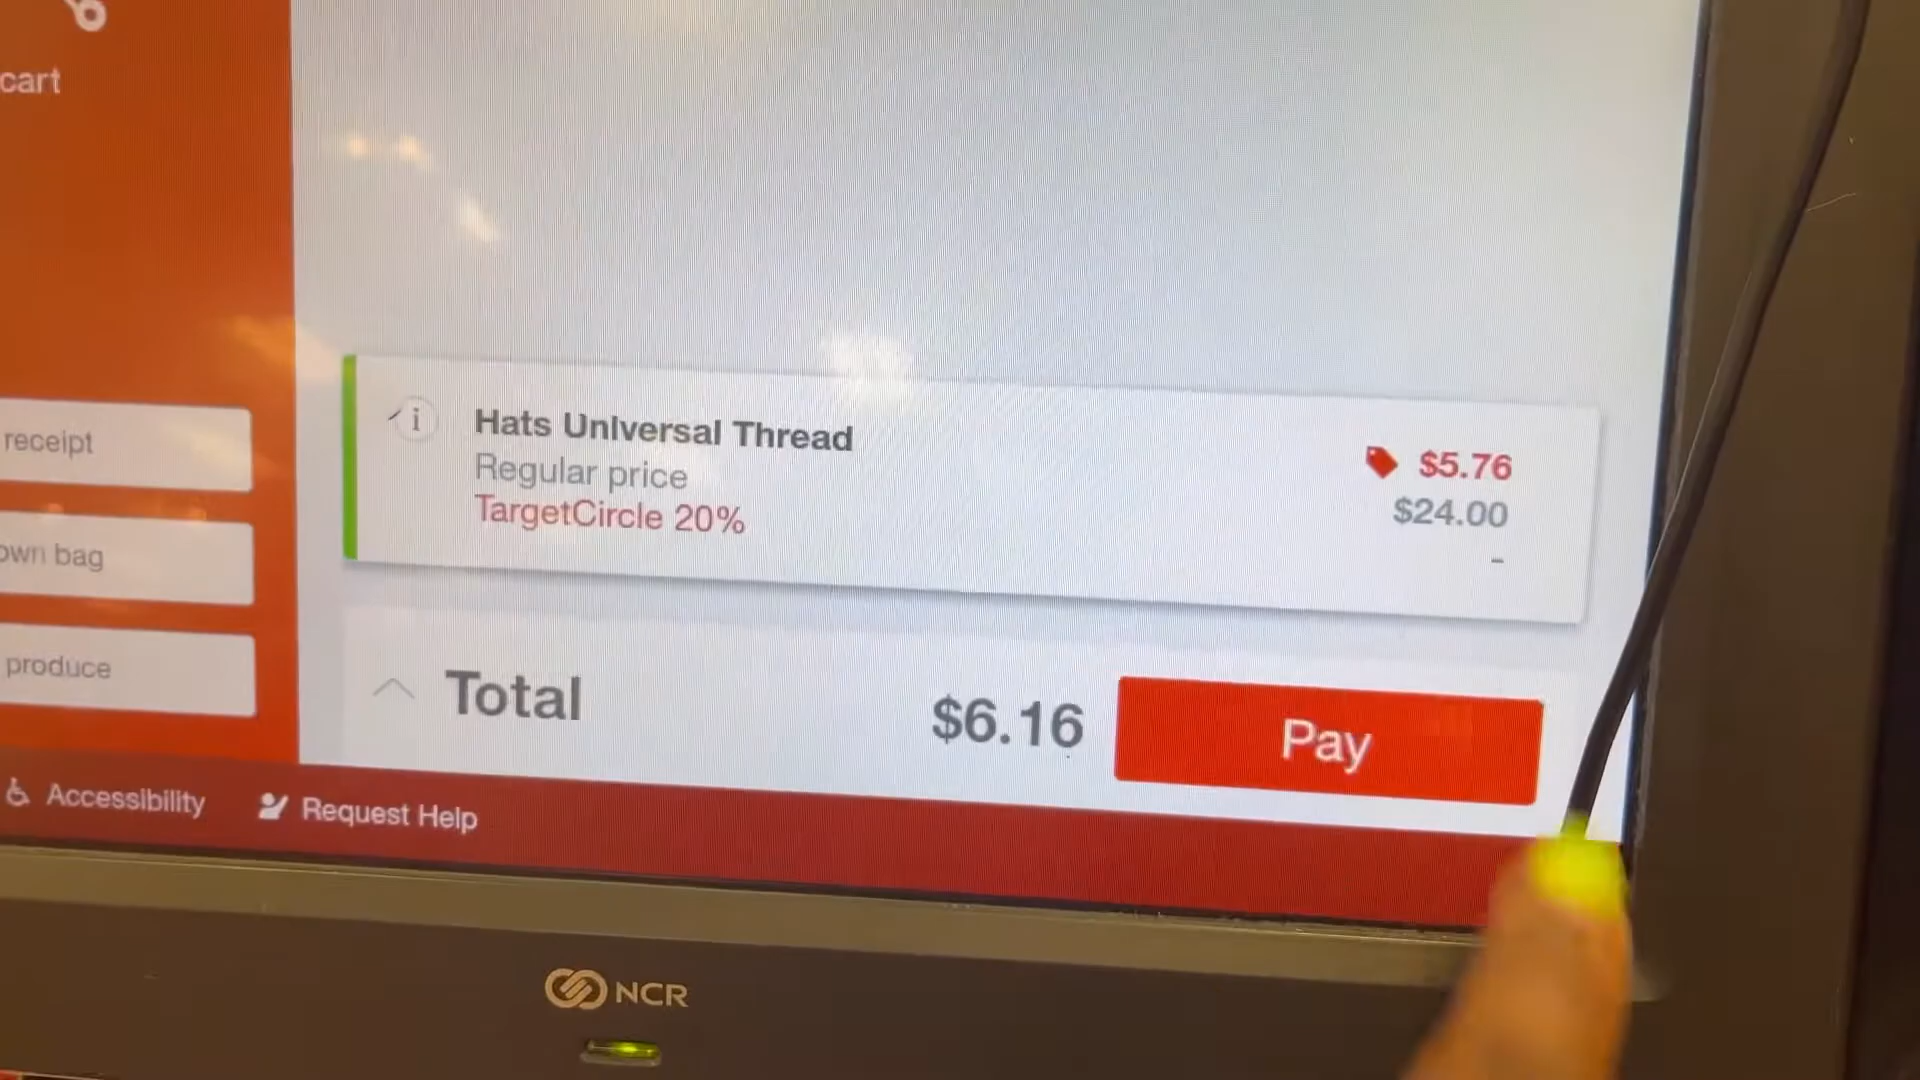 cart
receipt
own bag
produce
i
Hats Universal Thread
$5.76
Regular price
$24.00
TargetCircle 20%
-
Total
$6.16
Pay
Accessibility
Request Help
NCR